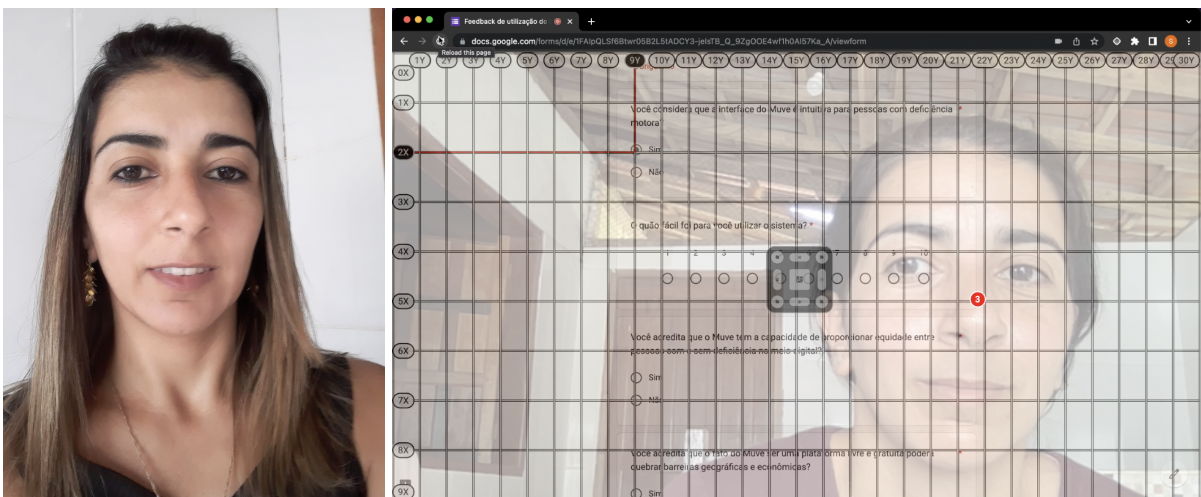 Feedback de utilização do
docs.google.com/forms/d/e/1FAIpQLSf6Btwr05B2L5tADCY3-jeIsTB_Q_9ZgOOE4wf1h0AI57Ka_A/viewform
Reload this page
1Y 2Y 3Y 4Y 5Y 6Y 7Y 8Y 9Y 10Y 11Y 12Y 13Y 14Y 15Y 16Y 17Y 18Y 19Y 20Y 21Y 22Y 23Y 24Y 25Y 26Y 27Y 28Y 30Y
0X
1X
Você considera que a interface do Muve é intuitiva para pessoas com deficiência *
motora?
Sim
2X
Não
3X
O quão fácil foi para você utilizar o sistema? *
4X
1 2 3 4 7 8 9 10
3
5X
Você acredita que o Muve tem a capacidade de proporcionar equidade entre *
pessoas com e sem deficiência no meio digital?
6X
Sim
Não
7X
8X
Você acredita que o fato do Muve ser uma plataforma livre e gratuita poderá *
quebrar barreiras geográficas e econômicas?
9X
Sim